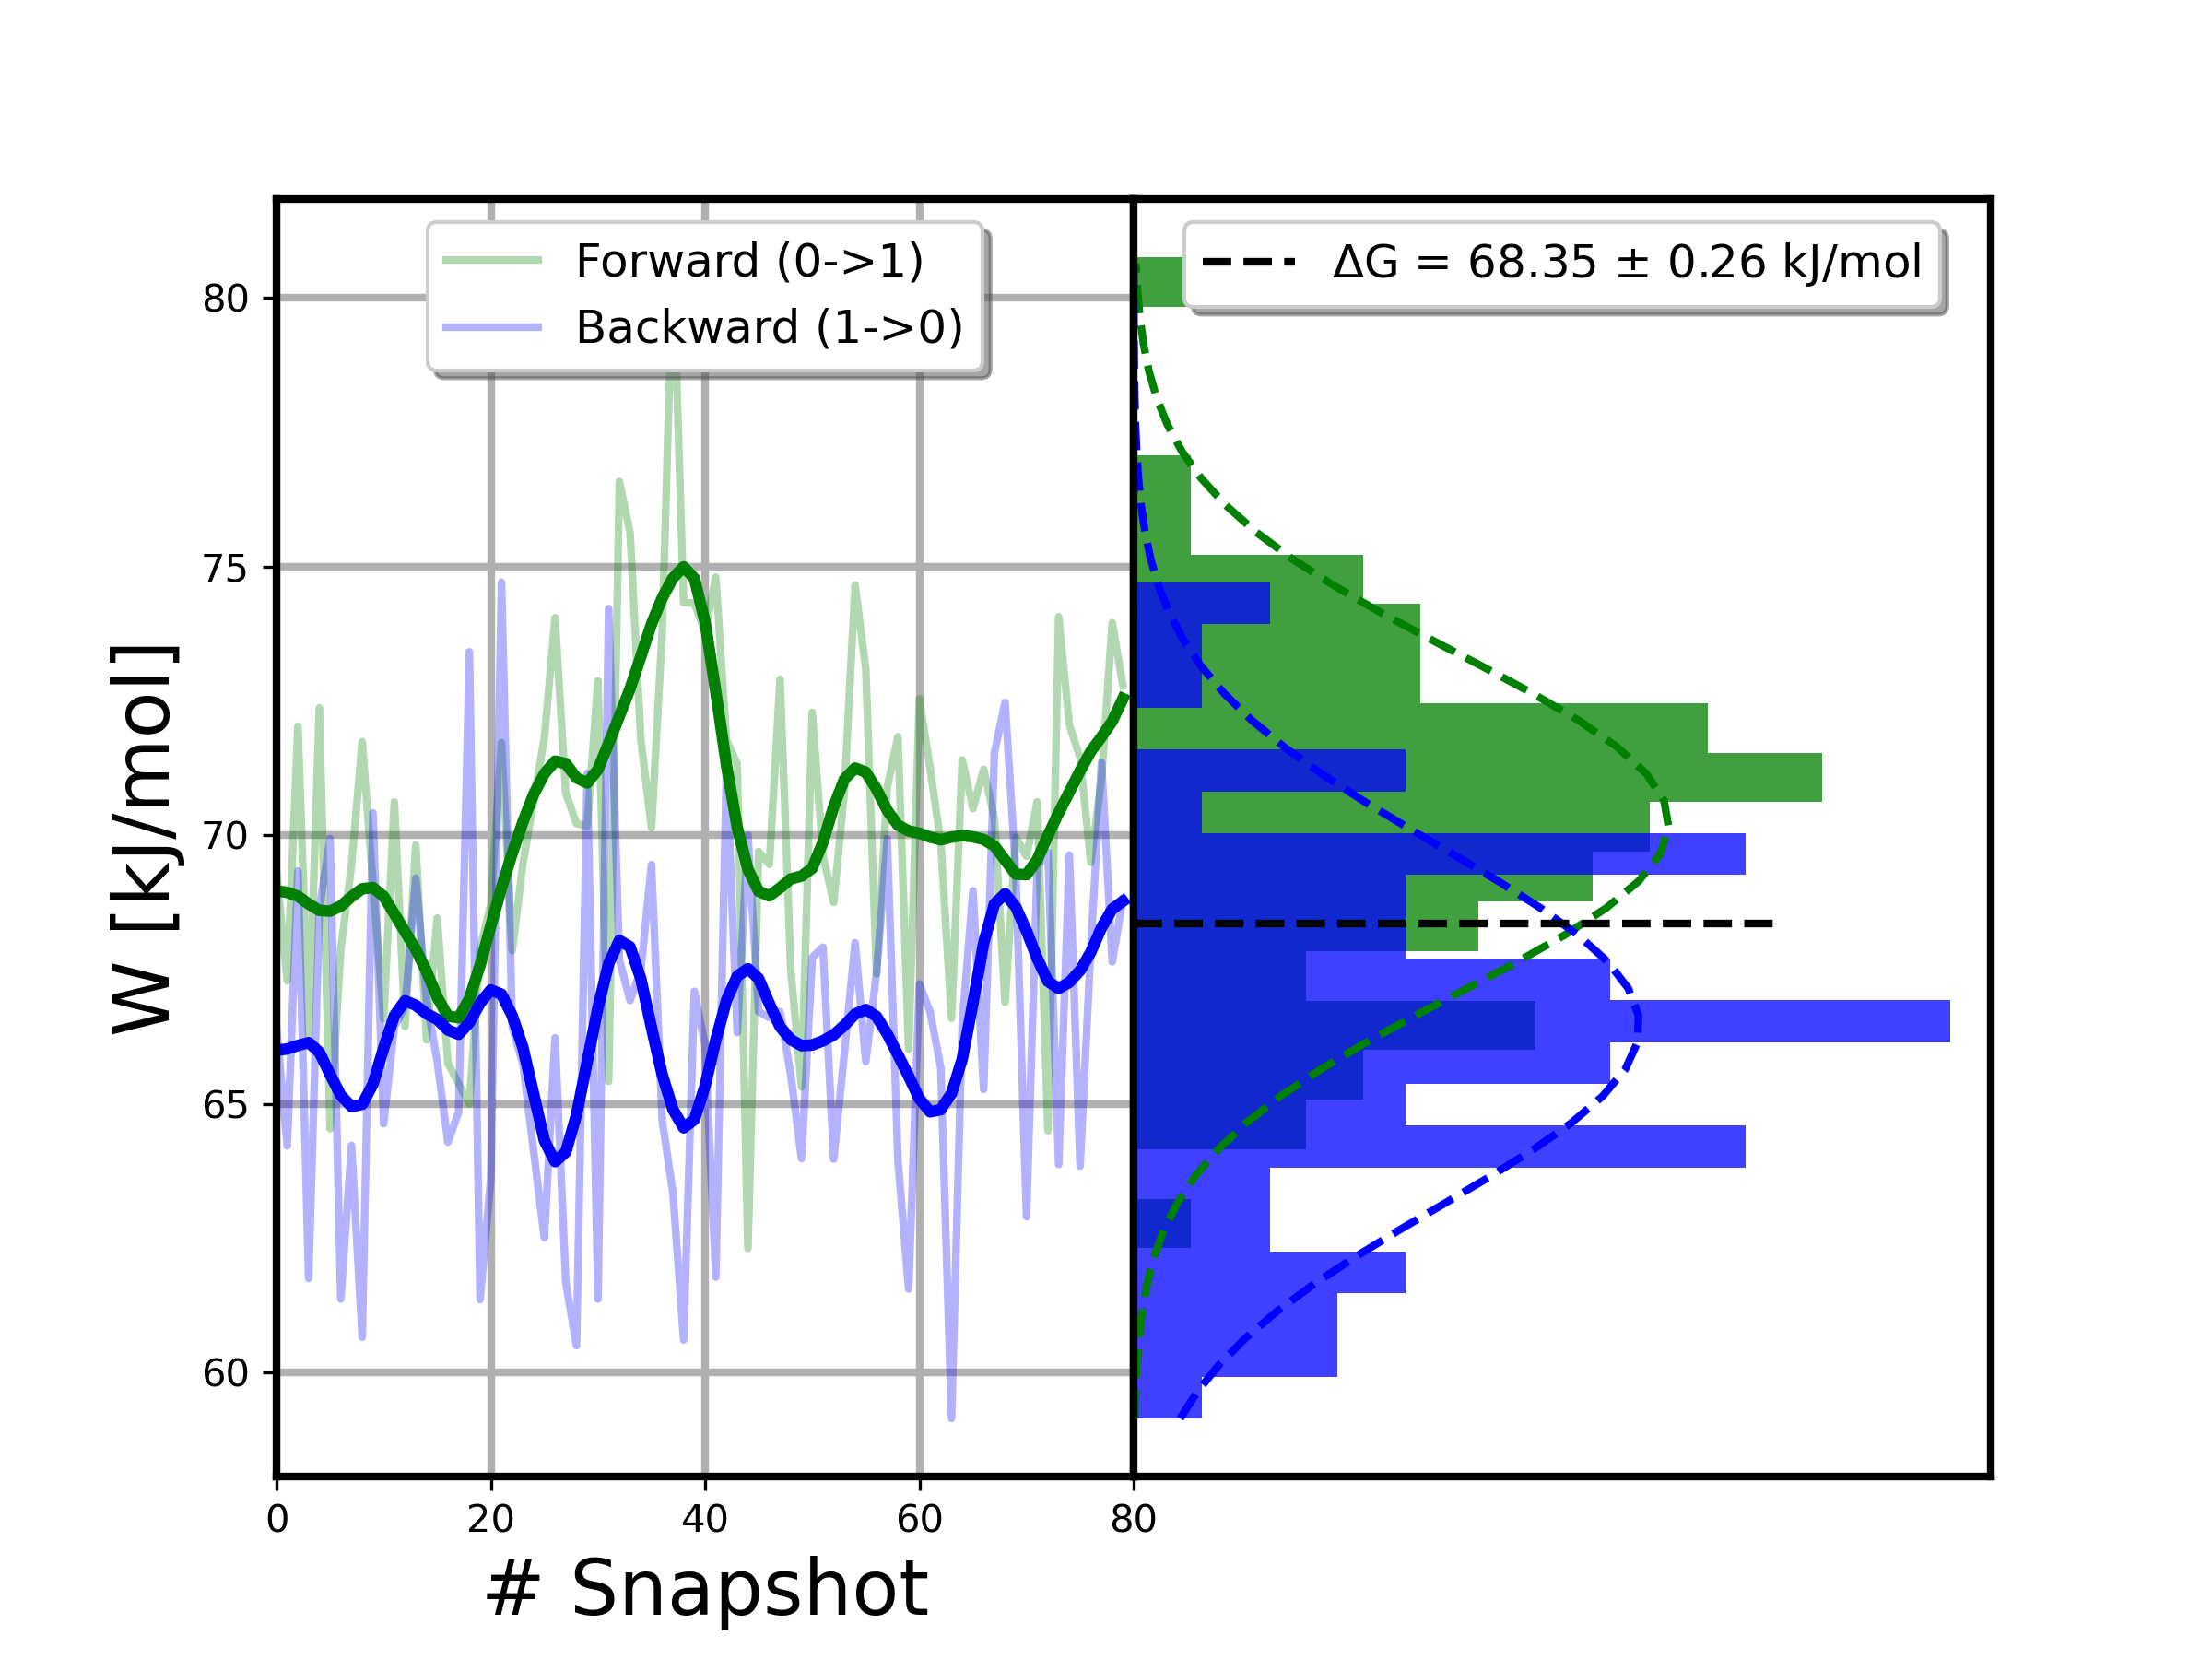 Forward (0->1)
Backward (1->0)
ΔG = 68.35 ± 0.26 kJ/mol
80
75
70
65
60
W [kJ/mol]
0 20 40 60 80
# Snapshot